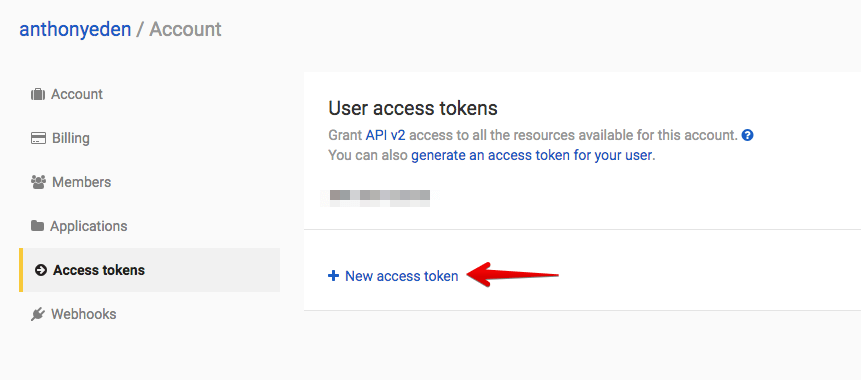 anthonyeden / Account
Account
Billing
Members
Applications
Access tokens
Webhooks
User access tokens
Grant API v2 access to all the resources available for this account. ?
You can also generate an access token for your user.
+ New access token